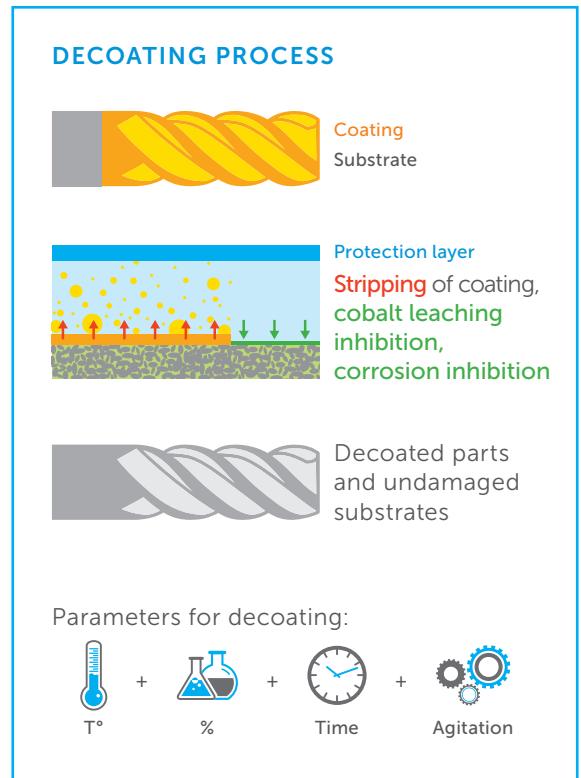 DECOATING PROCESS
Coating
Substrate
Protection layer
Stripping of coating,
cobalt leaching
inhibition,
corrosion inhibition
Decoated parts
and undamaged
substrates
Parameters for decoating:
+ + +
T° % Time Agitation